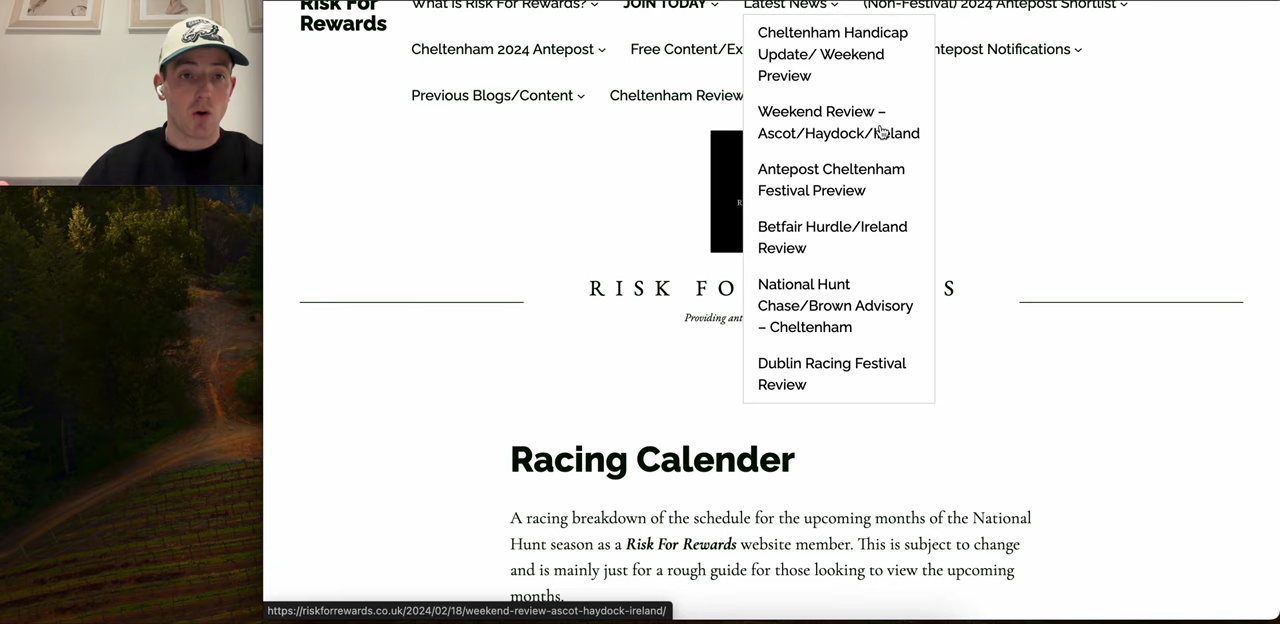 Risk For
Rewards
What is Risk For Rewards?
JOIN TODAY
Latest News
(Non-Festival) 2024 Antepost Shortlist
Cheltenham 2024 Antepost
Free Content/Ex
ntepost Notifications
Previous Blogs/Content
Cheltenham Review
Cheltenham Handicap
Update/ Weekend
Preview
Weekend Review –
Ascot/Haydock/Ireland
Antepost Cheltenham
Festival Preview
Betfair Hurdle/Ireland
Review
National Hunt
Chase/Brown Advisory
– Cheltenham
Dublin Racing Festival
Review
R
RISK FO S
Providing ant
Racing Calender
A racing breakdown of the schedule for the upcoming months of the National
Hunt season as a Risk For Rewards website member. This is subject to change
and is mainly just for a rough guide for those looking to view the upcoming
months.
https://riskforrewards.co.uk/2024/02/18/weekend-review-ascot-haydock-ireland/